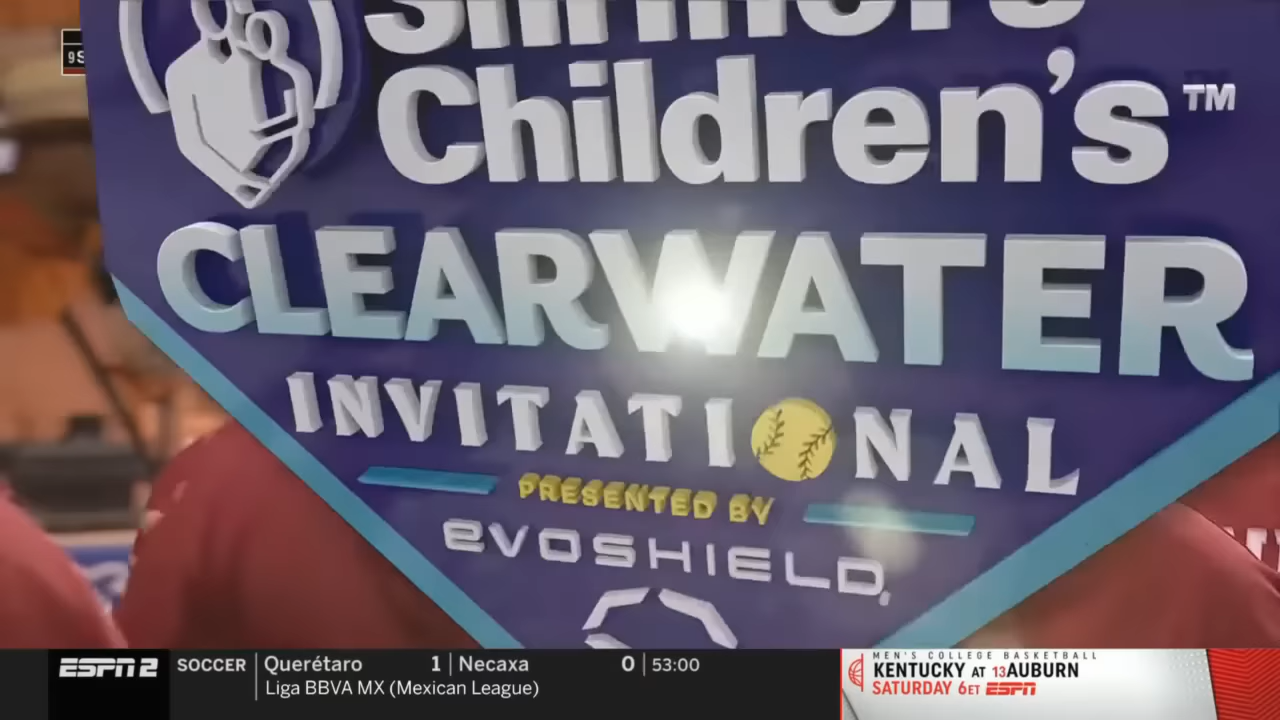 Shriners
Children's™
CLEARWATER
INVITATIONAL
PRESENTED BY
evoSHIELD
ESPN2 SOCCER Querétaro 1 Necaxa 0 53:00
Liga BBVA MX (Mexican League)
MEN'S COLLEGE BASKETBALL
KENTUCKY AT 13 AUBURN
SATURDAY 6ET ESPN